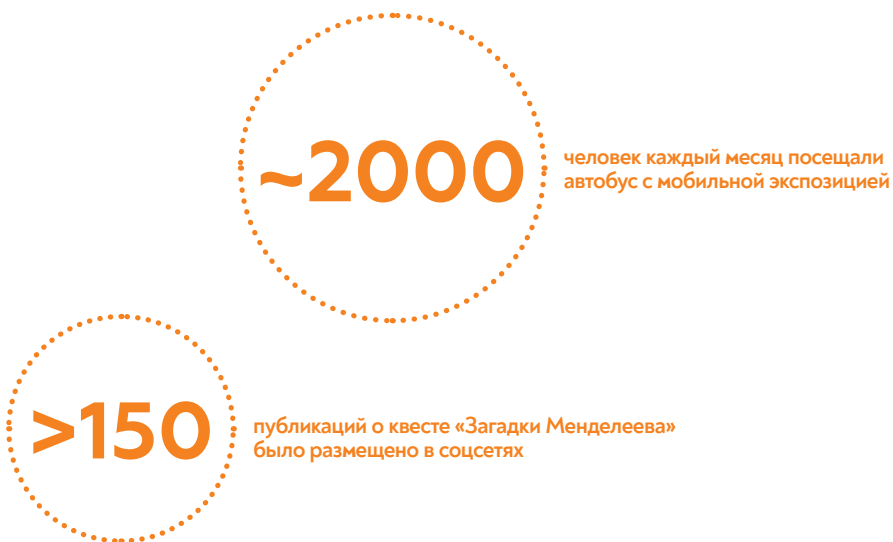 ~2000
человек каждый месяц посещали
автобус с мобильной экспозицией
>150
публикаций о квесте «Загадки Менделеева»
было размещено в соцсетях